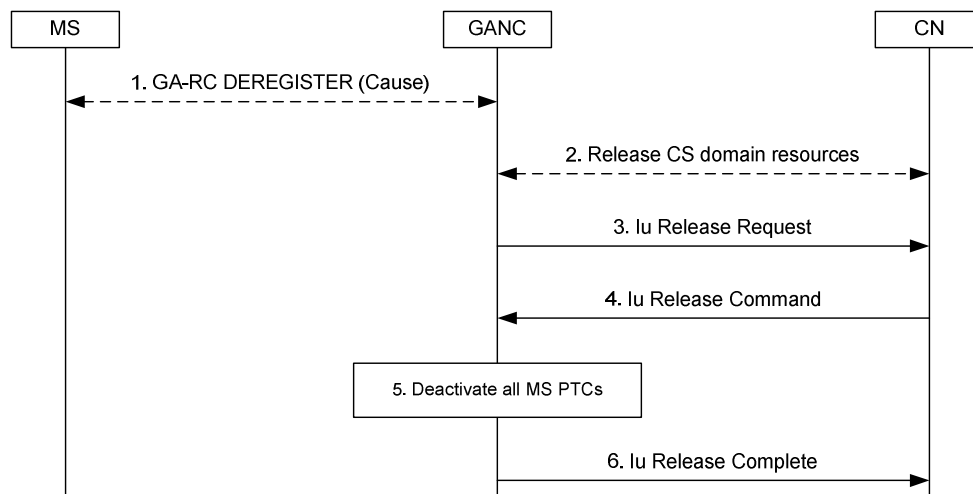 MS
GANC
CN
1. GA-RC DEREGISTER (Cause)
2. Release CS domain resources
3. Iu Release Request
4. Iu Release Command
5. Deactivate all MS PTCs
6. Iu Release Complete